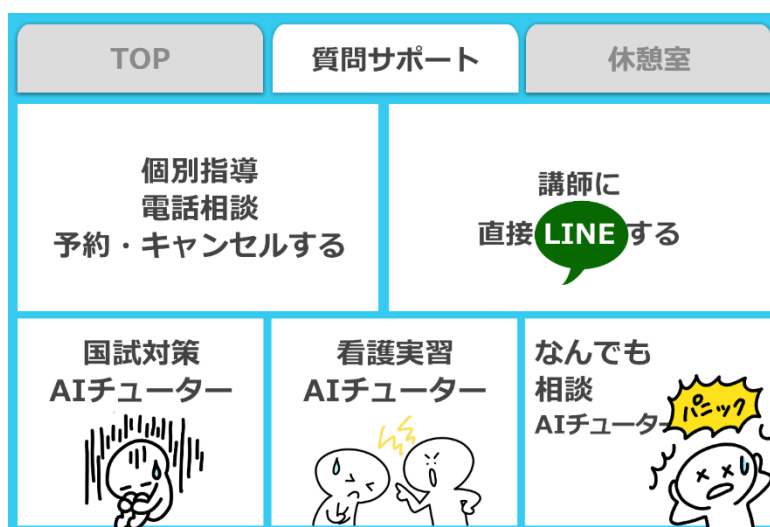 TOP
質問サポート
休憩室
個別指導
電話相談
予約・キャンセルする
講師に
直接LINEする
国試対策
AIチューター
看護実習
AIチューター
なんでも
相談
AIチューター
パニック